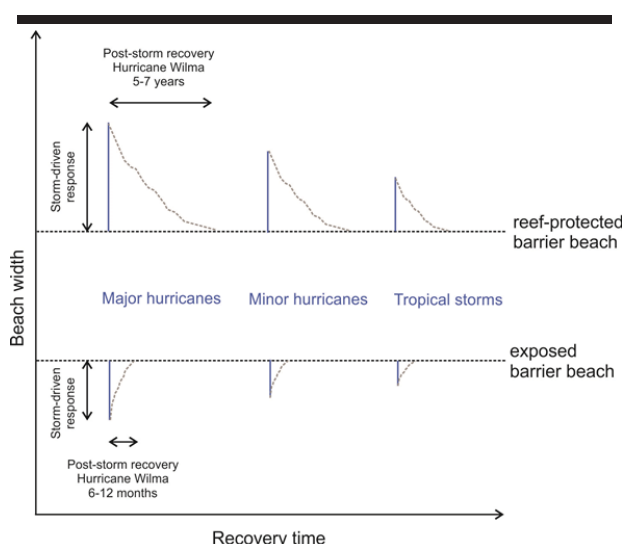 Post-storm recovery
Hurricane Wilma
5-7 years
Storm-driven
response
reef-protected
barrier beach
Beach width
Major hurricanes
Minor hurricanes
Tropical storms
exposed
barrier beach
Storm-driven
response
Post-storm recovery
Hurricane Wilma
6-12 months
Recovery time